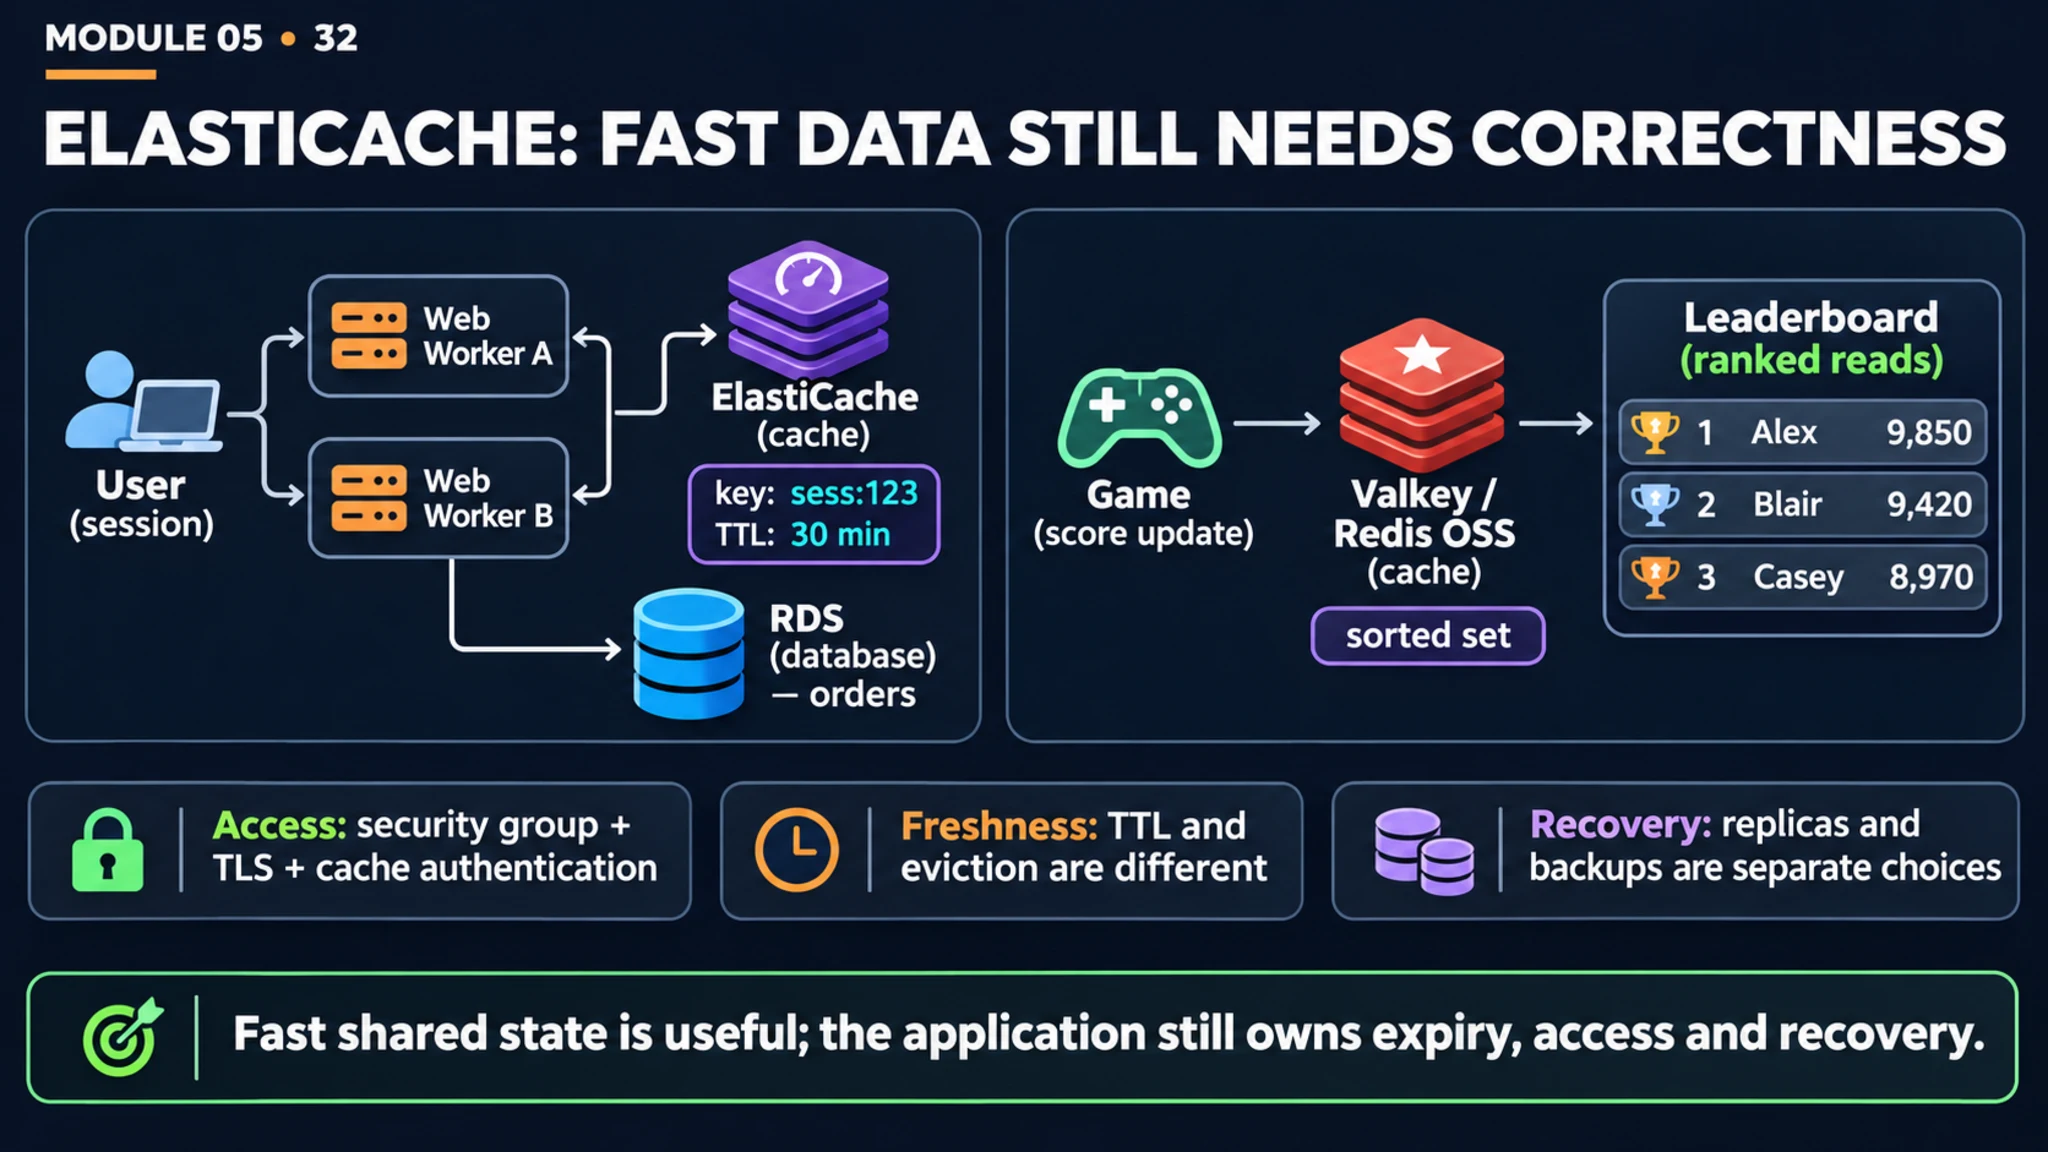 MODULE 05 • 32
ELASTICACHE: FAST DATA STILL NEEDS CORRECTNESS
User
(session)
Web
Worker A
Web
Worker B
ElastiCache
(cache)
key: sess:123
TTL: 30 min
RDS
(database)
— orders
Game
(score update)
Valkey /
Redis OSS
(cache)
sorted set
Leaderboard
(ranked reads)
1 Alex 9,850
2 Blair 9,420
3 Casey 8,970
Access: security group +
TLS + cache authentication
Freshness: TTL and
eviction are different
Recovery: replicas and
backups are separate choices
Fast shared state is useful; the application still owns expiry, access and recovery.